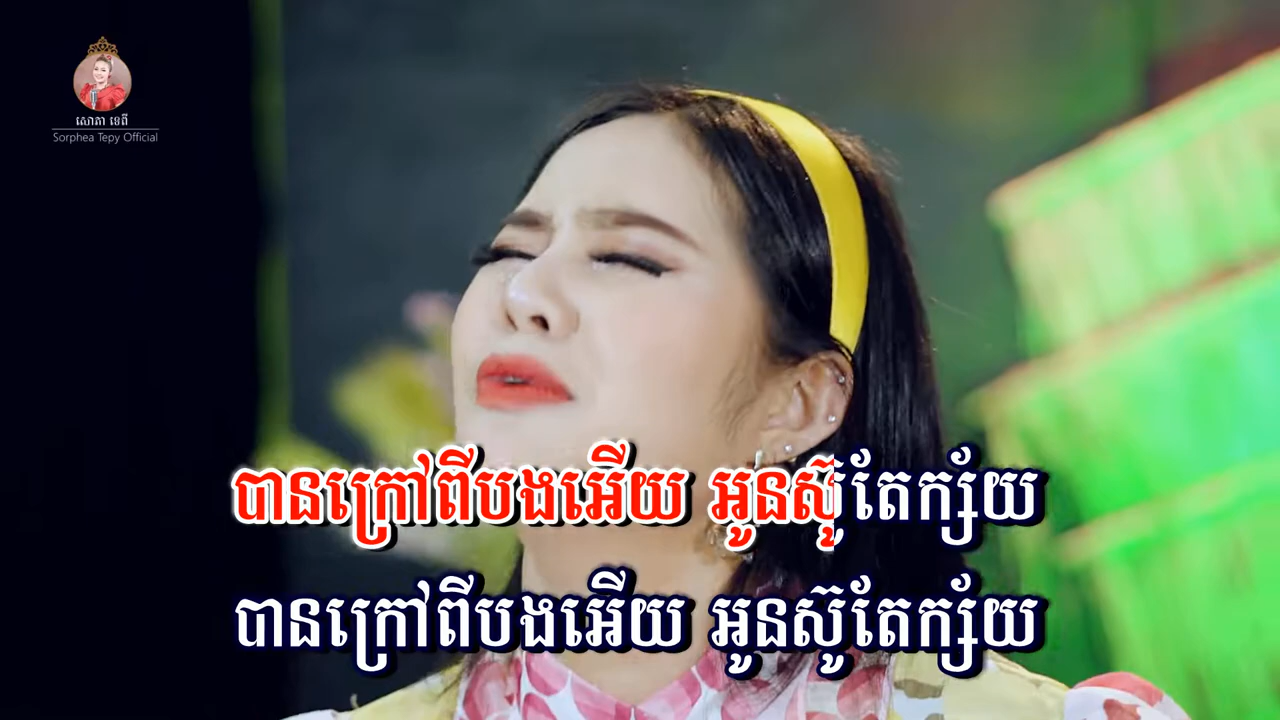 សោភា ទេពី
Sorphea Tepy Official
បានក្រៅពីបងអើយ អូនស៊ូតែក្ស័យ
បានក្រៅពីបងអើយ អូនស៊ូតែក្ស័យ